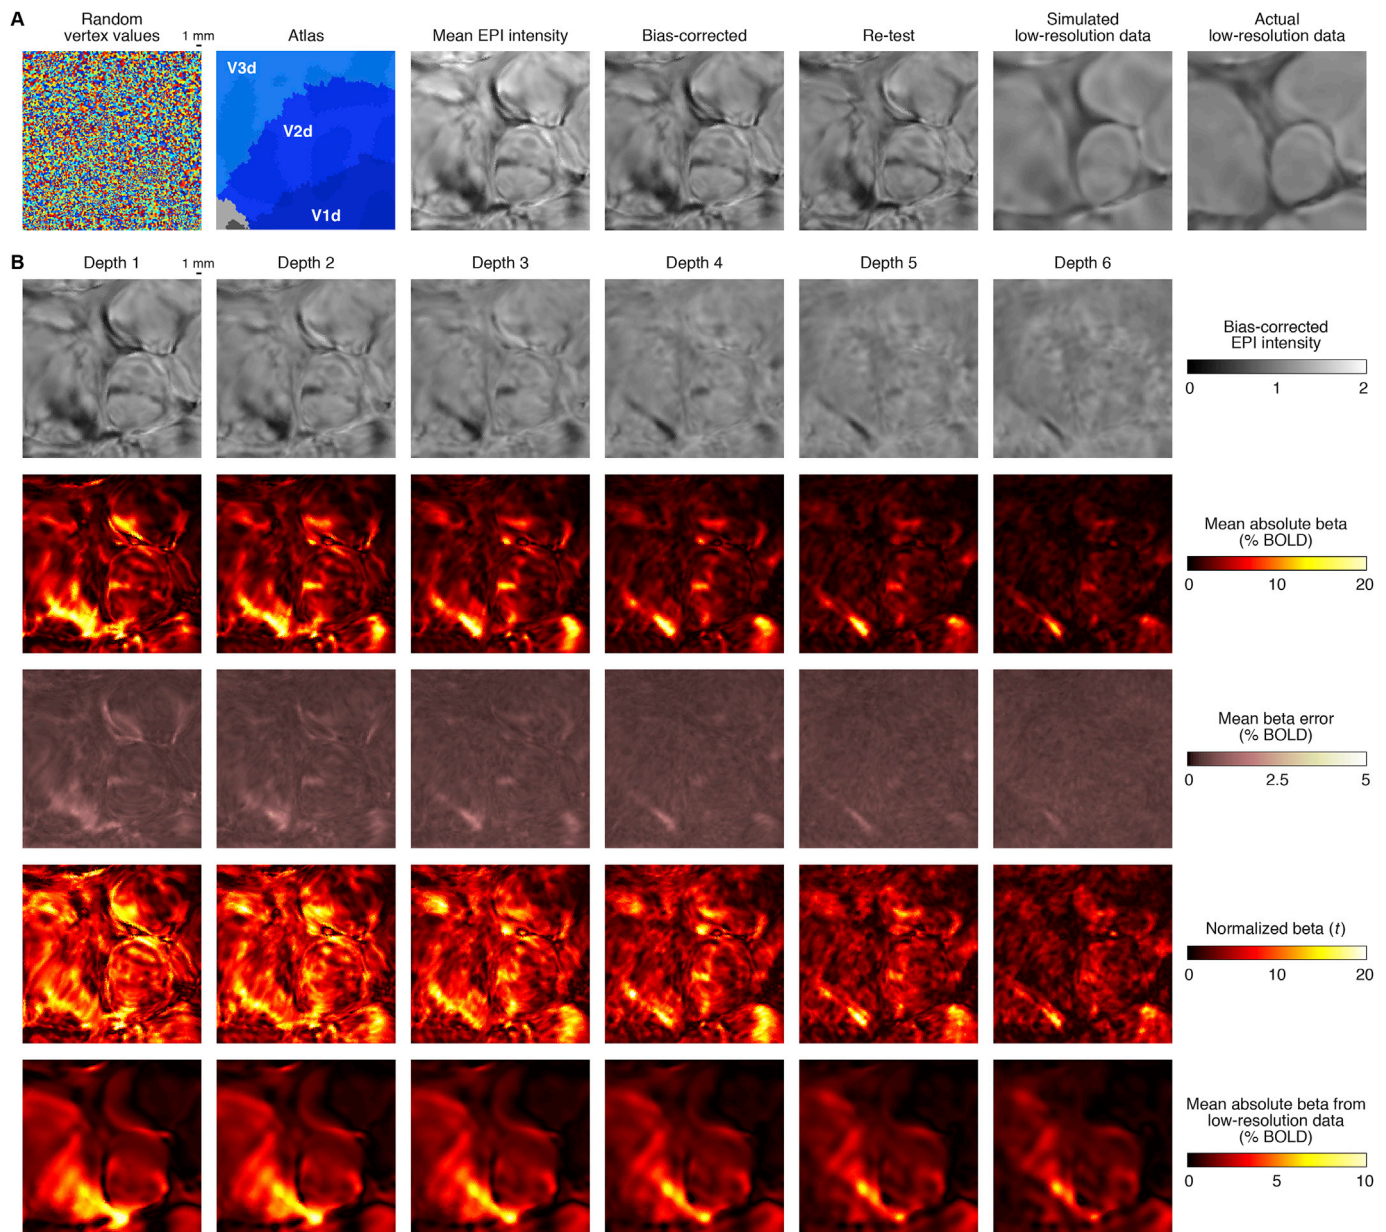 A
Random
vertex values
1 mm
Atlas
Mean EPI intensity
Bias-corrected
Re-test
Simulated
low-resolution data
Actual
low-resolution data
V3d
V2d
V1d
B
Depth 1
1 mm
Depth 2
Depth 3
Depth 4
Depth 5
Depth 6
Bias-corrected
EPI intensity
0 1 2
Mean absolute beta
(% BOLD)
0 10 20
Mean beta error
(% BOLD)
0 2.5 5
Normalized beta (t)
0 10 20
Mean absolute beta from
low-resolution data
(% BOLD)
0 5 10